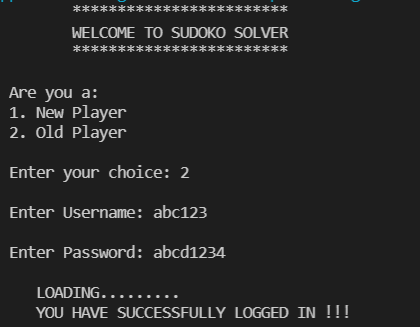 ************************
WELCOME TO SUDOKO SOLVER
************************
Are you a:
1. New Player
2. Old Player
Enter your choice: 2
Enter Username: abc123
Enter Password: abcd1234
LOADING.........
YOU HAVE SUCCESSFULLY LOGGED IN !!!